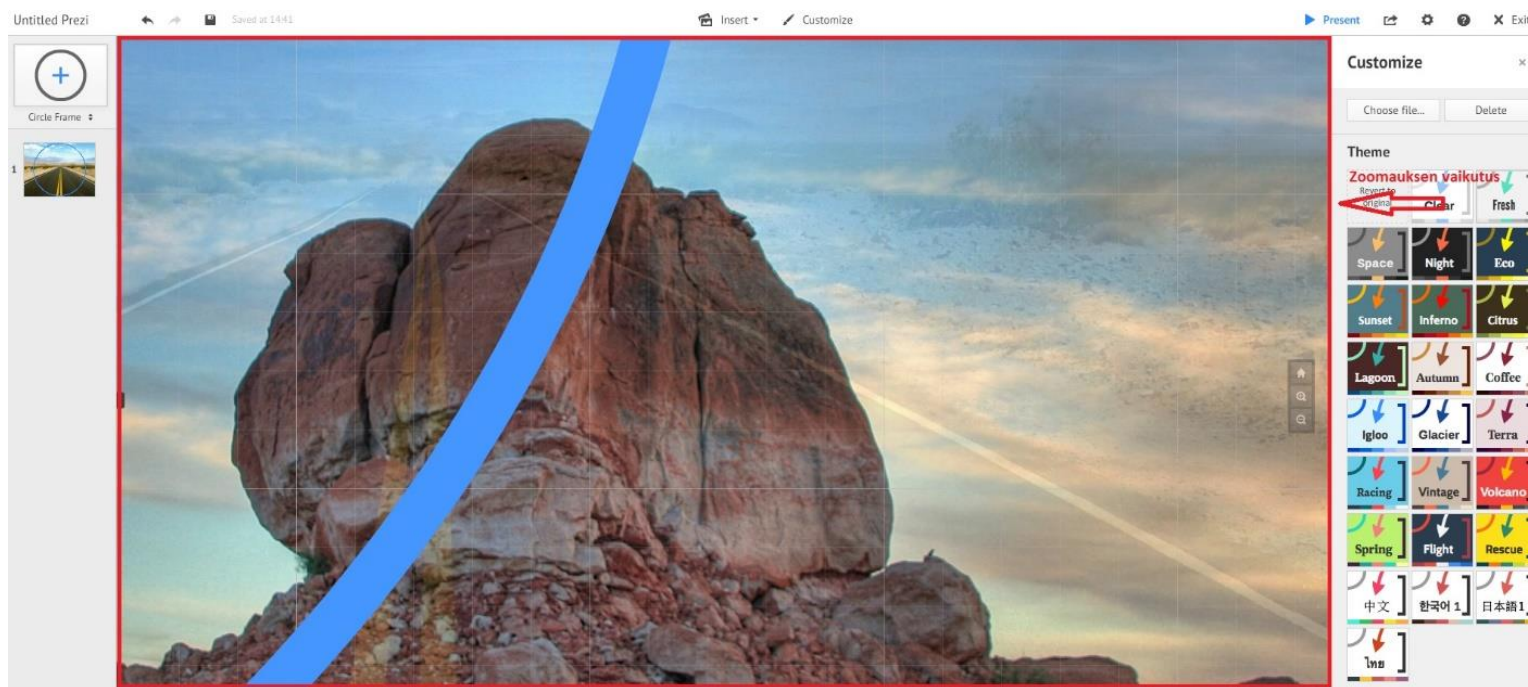 Untitled Prezi
Saved at 14:41
Insert
Customize
Present
Exit
Circle Frame
1
Customize
Choose file...
Delete
Theme
Zoomauksen vaikutus
Revert to original
Clear
Fresh
Space
Night
Eco
Sunset
Inferno
Citrus
Lagoon
Autumn
Coffee
Igloo
Glacier
Terra
Racing
Vintage
Volcano
Spring
Flight
Rescue
中文
한국어 1
日本語1
ไทย